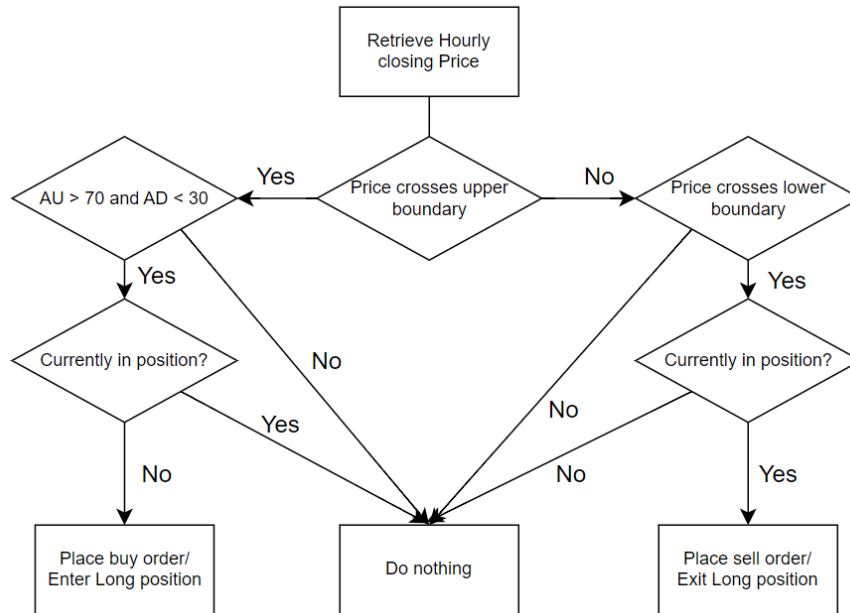 Retrieve Hourly
closing Price
AU > 70 and AD < 30
Yes
Price crosses upper
boundary
No
Price crosses lower
boundary
Yes
Yes
Currently in position?
Currently in position?
No
Yes
No
No
No
Yes
Place buy order/
Enter Long position
Do nothing
Place sell order/
Exit Long position